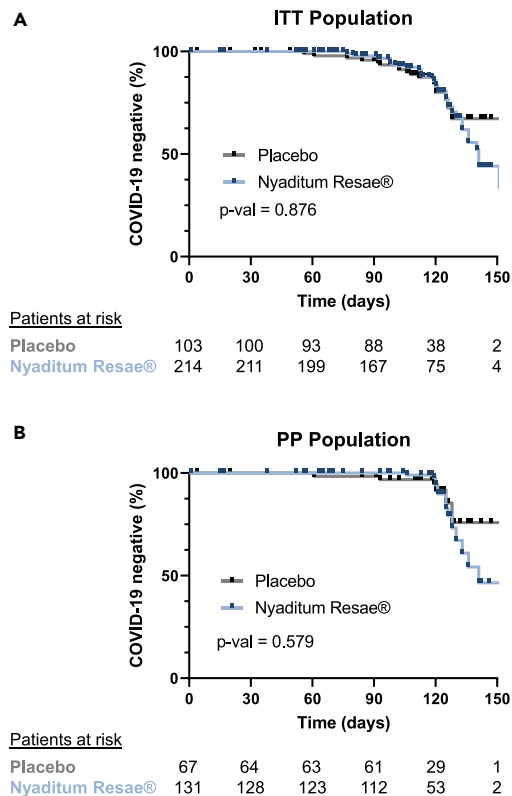 A
ITT Population
COVID-19 negative (%)
100
50
0
Placebo
Nyaditum Resae®
p-val = 0.876
0 30 60 90 120 150
Time (days)
Patients at risk
Placebo 103 100 93 88 38 2
Nyaditum Resae® 214 211 199 167 75 4
B
PP Population
COVID-19 negative (%)
100
50
0
Placebo
Nyaditum Resae®
p-val = 0.579
0 30 60 90 120 150
Time (days)
Patients at risk
Placebo 67 64 63 61 29 1
Nyaditum Resae® 131 128 123 112 53 2